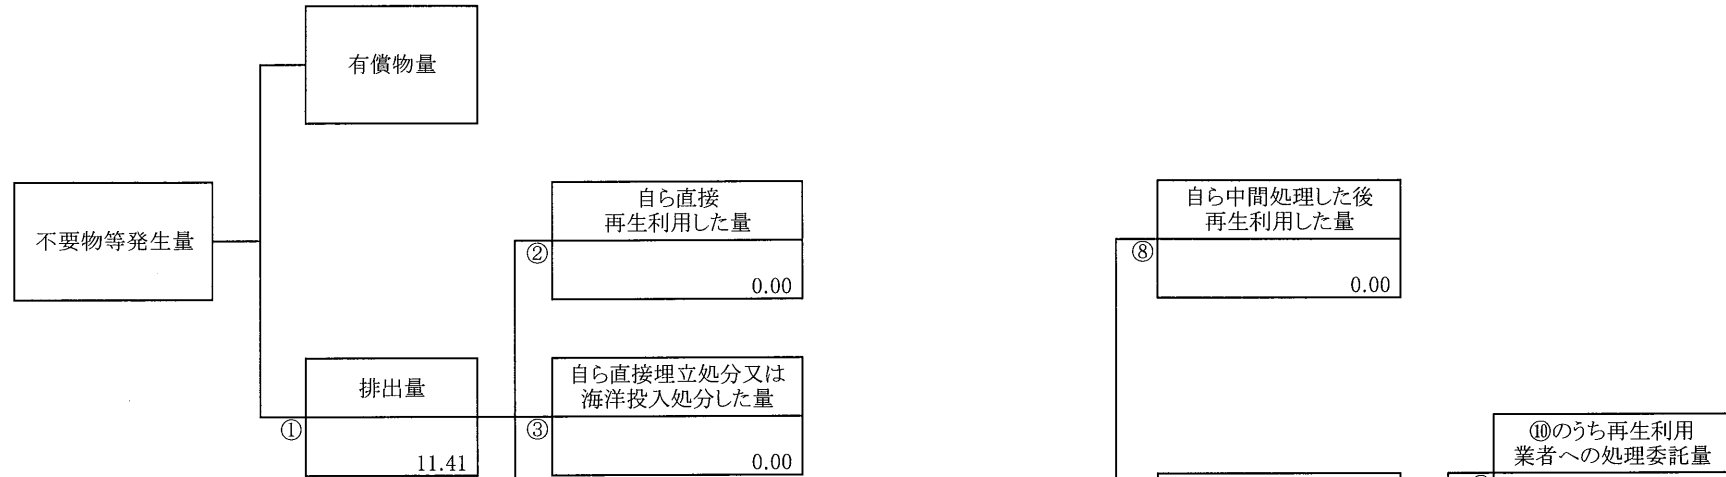 有償物量
不要物等発生量
自ら直接
再生利用した量
②
0.00
自ら中間処理した後
再生利用した量
⑧
0.00
排出量
①
11.41
自ら直接埋立処分又は
海洋投入処分した量
③
0.00
⑩のうち再生利用
業者への処理委託量